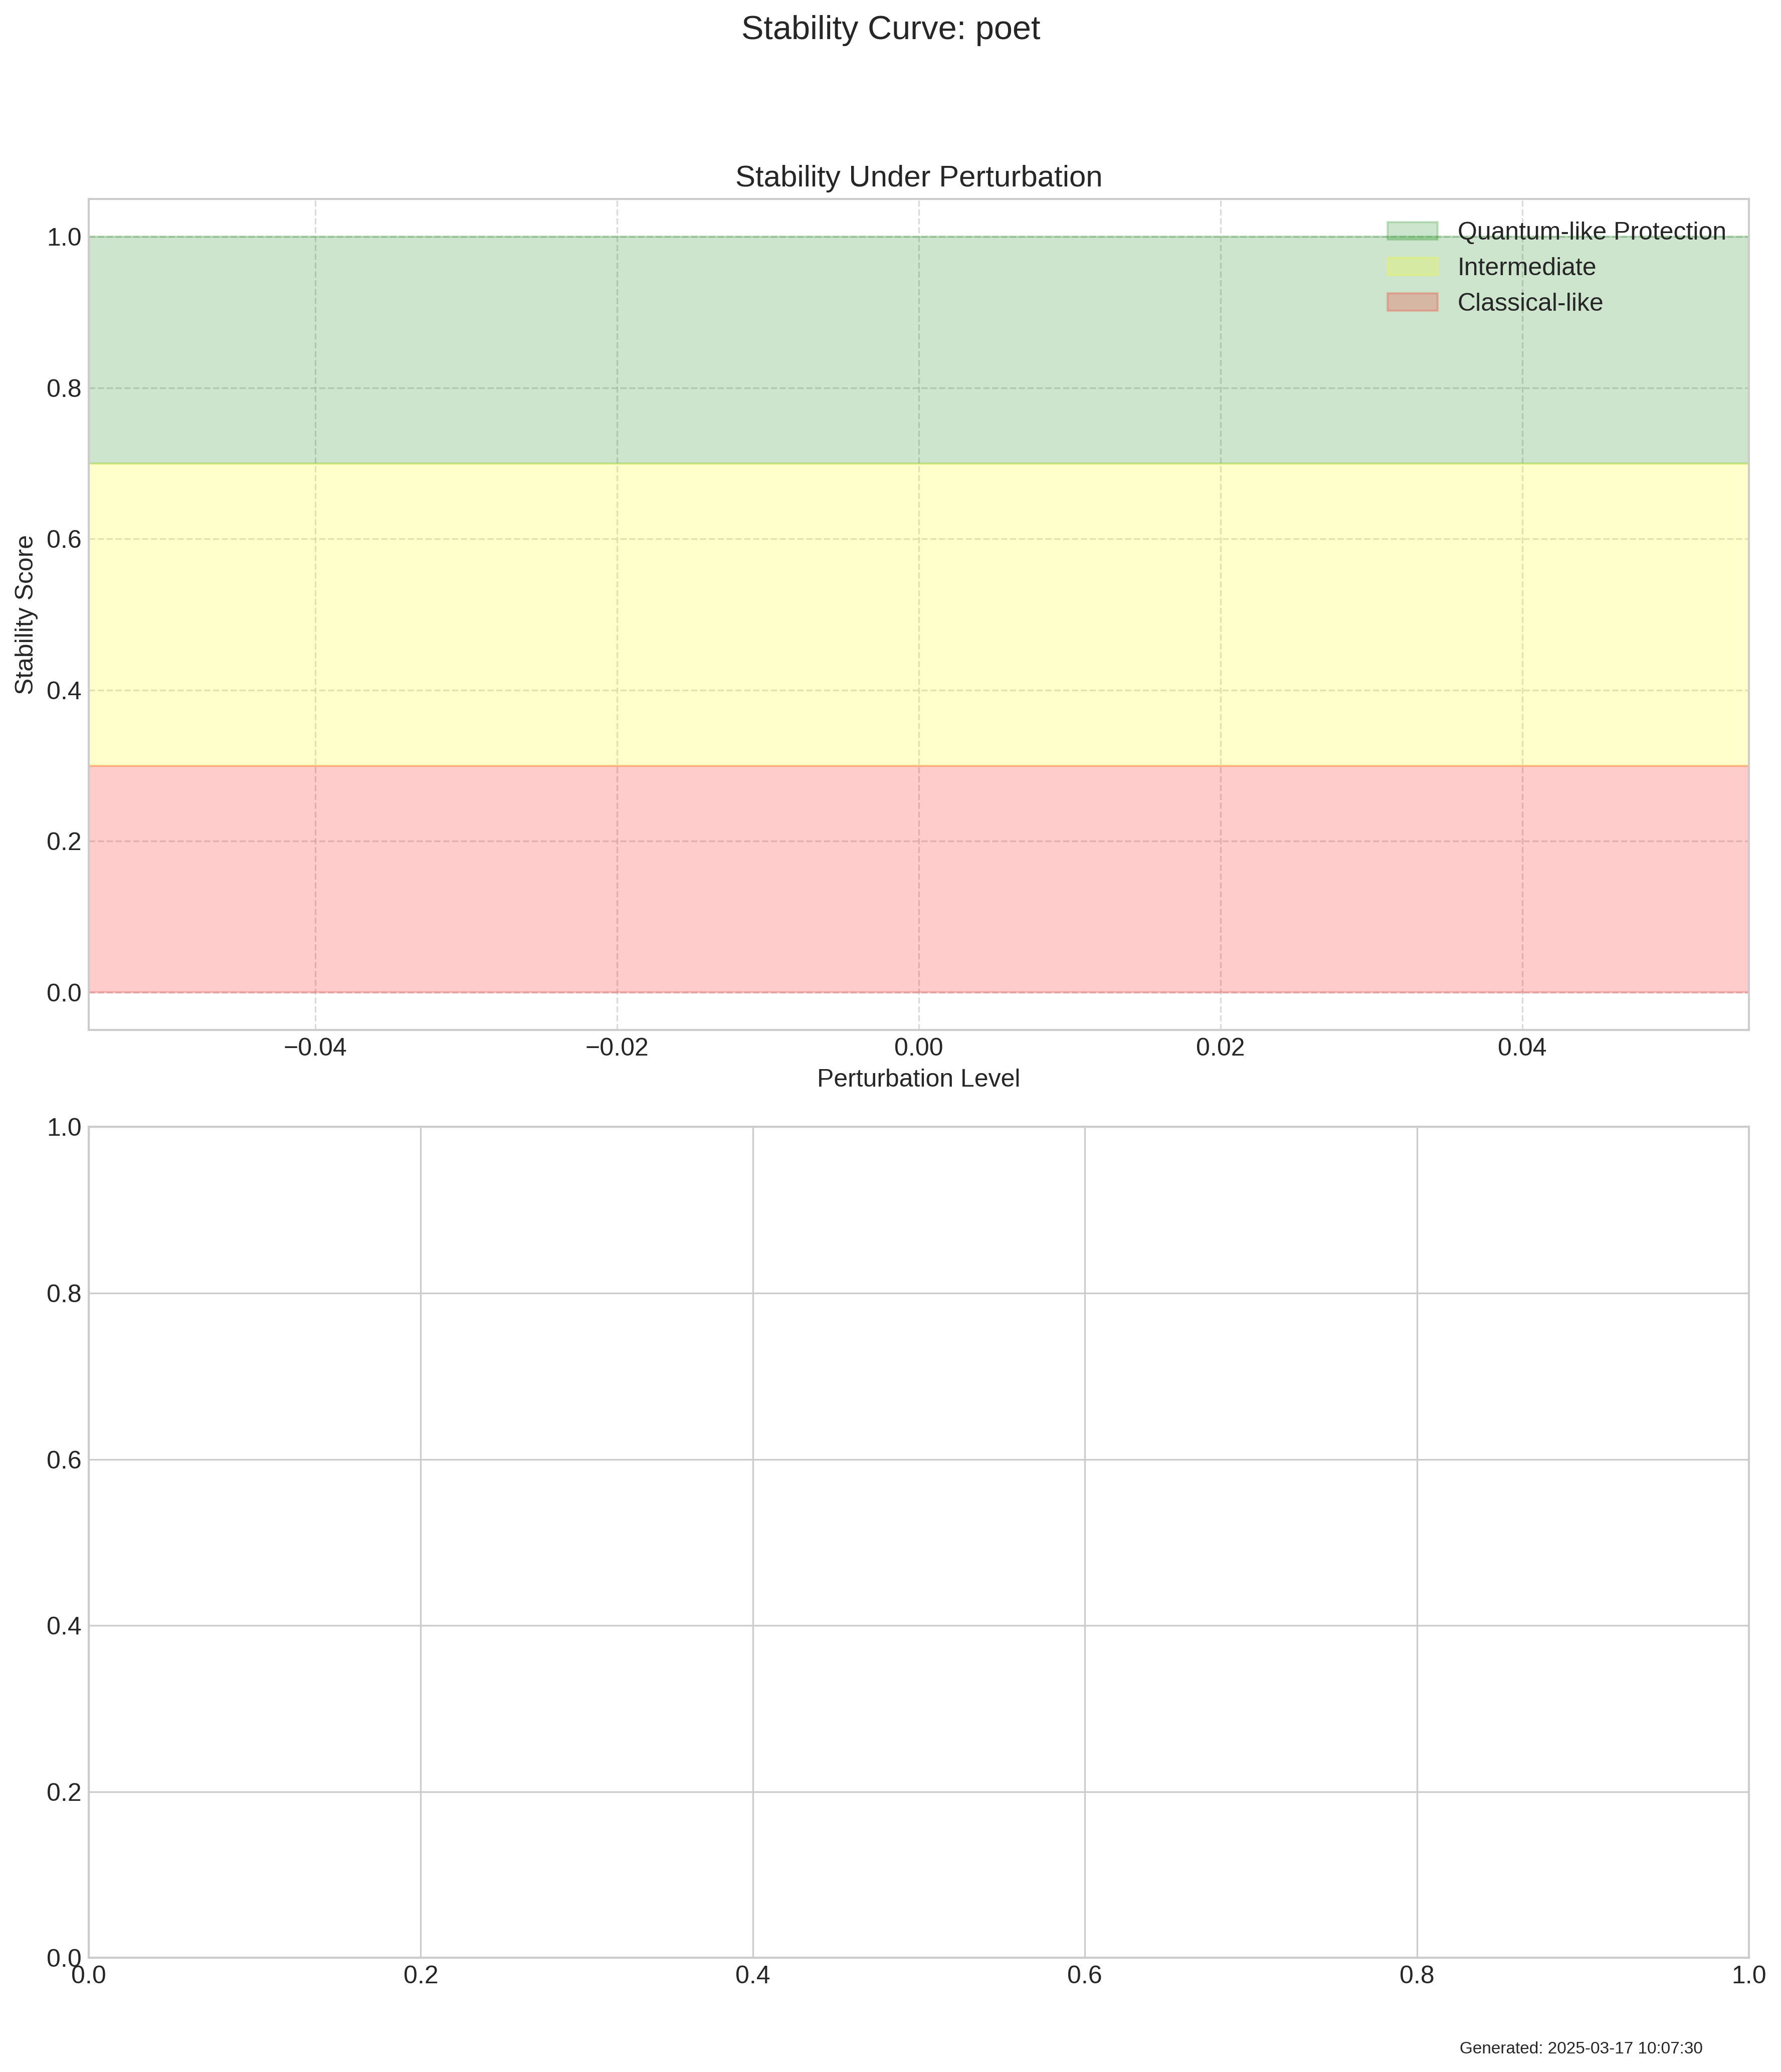 Stability Curve: poet
Stability Under Perturbation
Quantum-like Protection
Intermediate
Classical-like
1.0
0.8
0.6
0.4
0.2
0.0
Stability Score
−0.04 −0.02 0.00 0.02 0.04
Perturbation Level
1.0
0.8
0.6
0.4
0.2
0.0
0.0 0.2 0.4 0.6 0.8 1.0
Generated: 2025-03-17 10:07:30